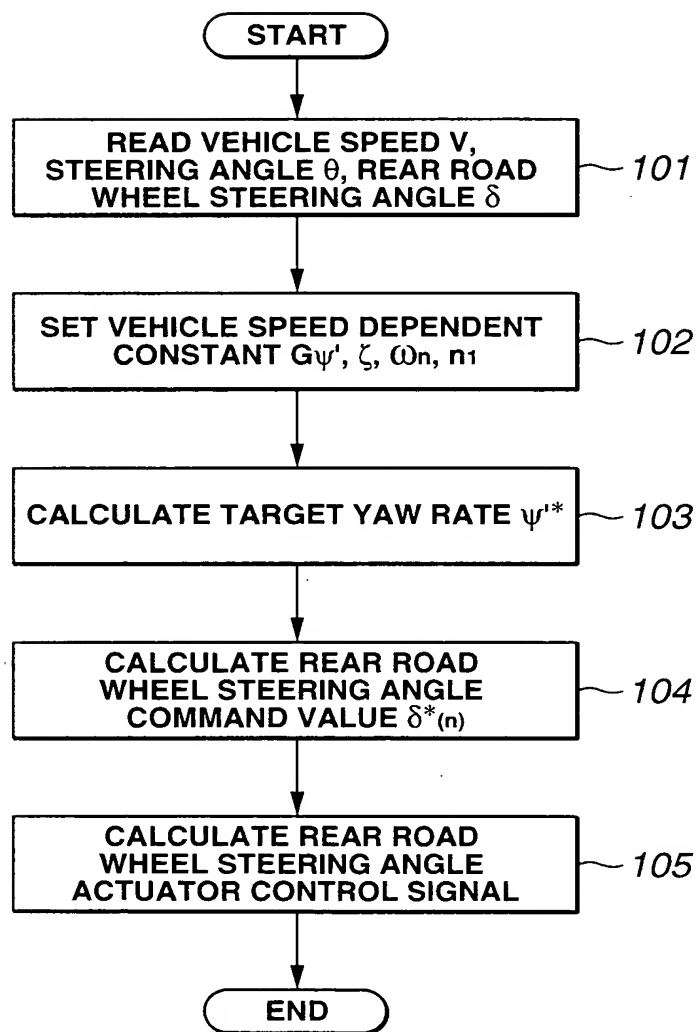 START
READ VEHICLE SPEED V,
STEERING ANGLE θ, REAR ROAD
WHEEL STEERING ANGLE δ
101
SET VEHICLE SPEED DEPENDENT
CONSTANT Gψ', ζ, ωn, n1
102
CALCULATE TARGET YAW RATE ψ'*
103
CALCULATE REAR ROAD
WHEEL STEERING ANGLE
COMMAND VALUE δ*(n)
104
CALCULATE REAR ROAD
WHEEL STEERING ANGLE
ACTUATOR CONTROL SIGNAL
105
END